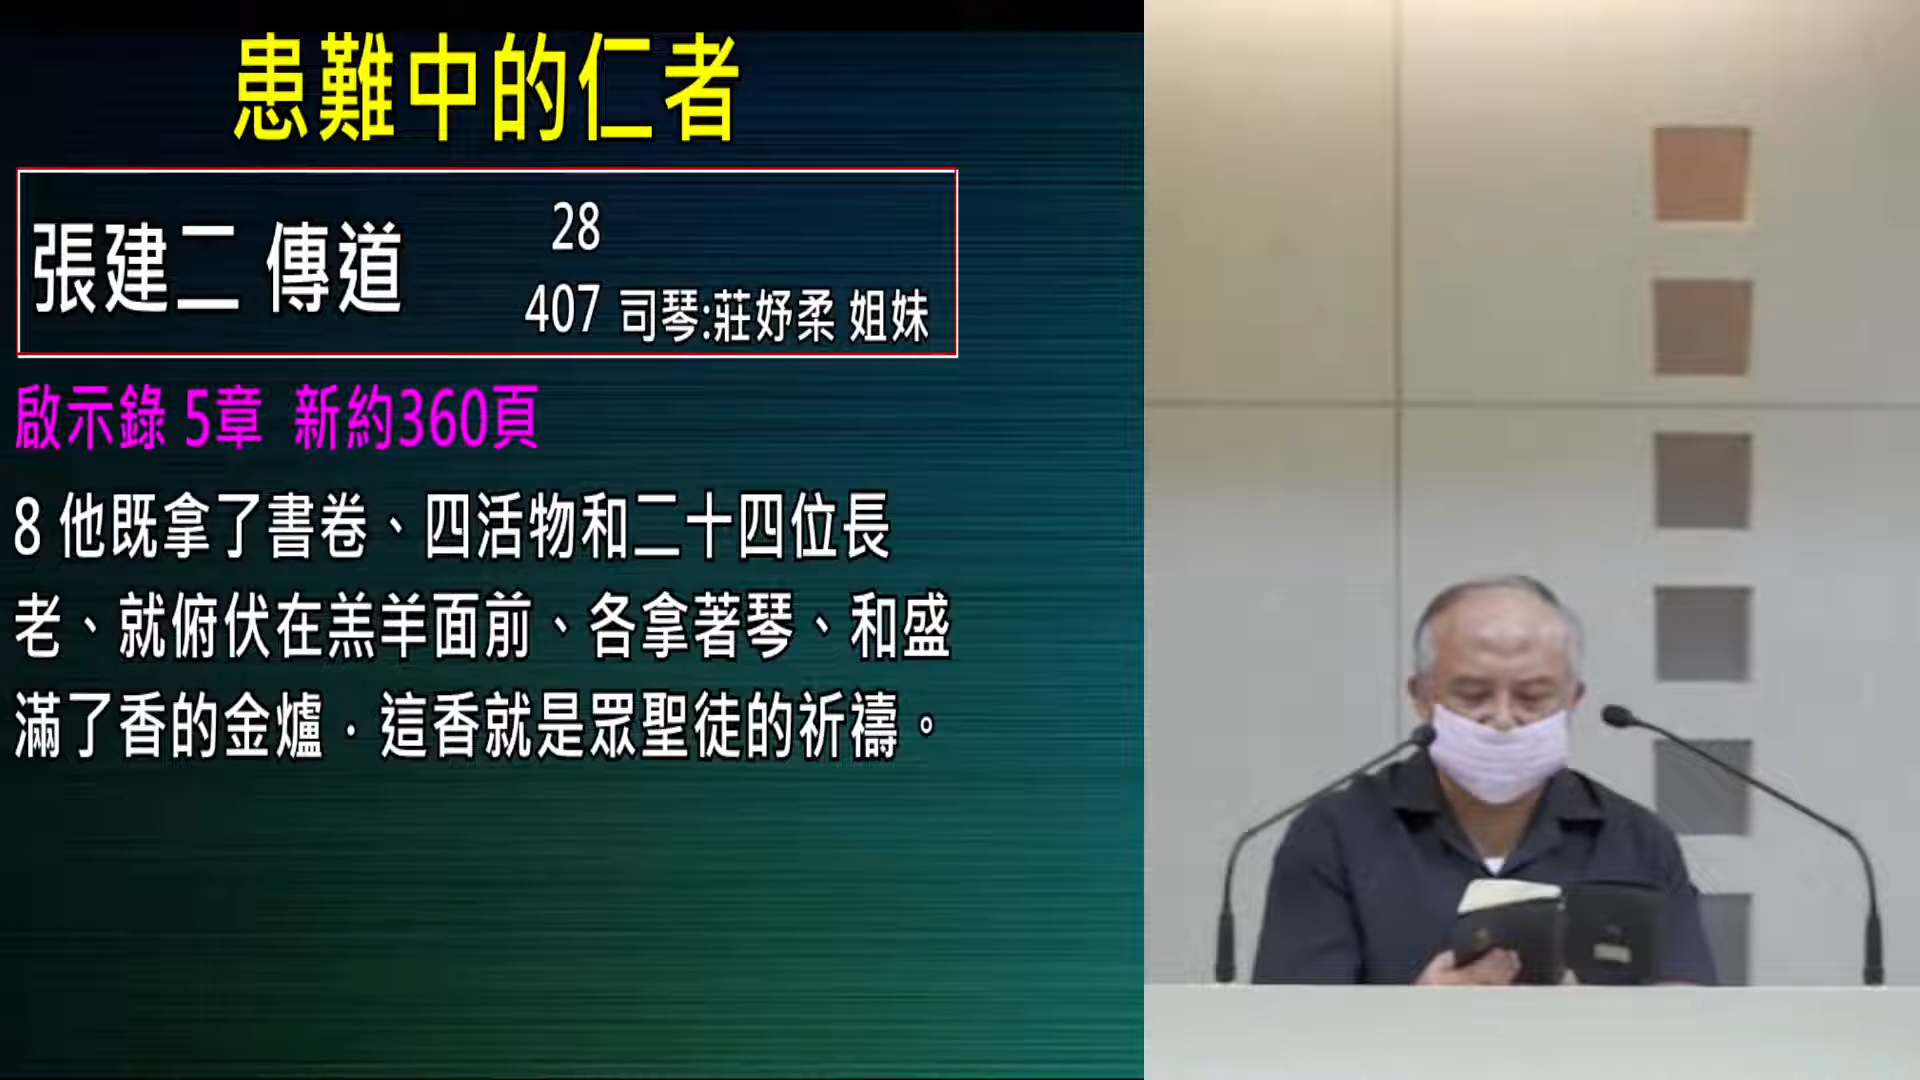 患難中的仁者
張建二 傳道
28
407 司琴:莊妤柔 姐妹
啟示錄 5章 新約360頁
8 他既拿了書卷、四活物和二十四位長
老、就俯伏在羔羊面前、各拿著琴、和盛
滿了香的金爐．這香就是眾聖徒的祈禱。